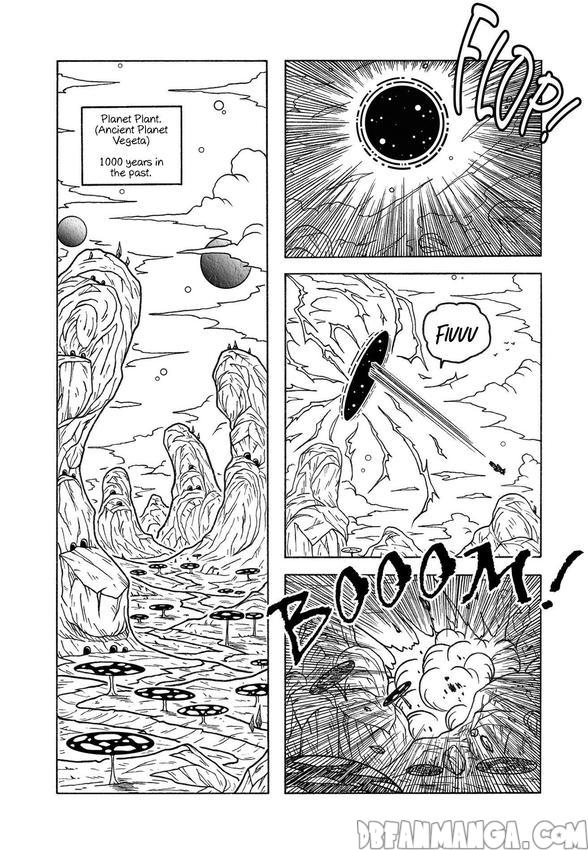 Planet Plant.
(Ancient Planet
Vegeta)
1000 years in
the past.
FLOP!
FIUUU
BOOOM!
DBFANMANGA.COM